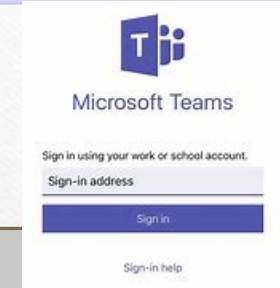 T
Microsoft Teams
Sign in using your work or school account.
Sign-in address
Sign in
Sign-in help